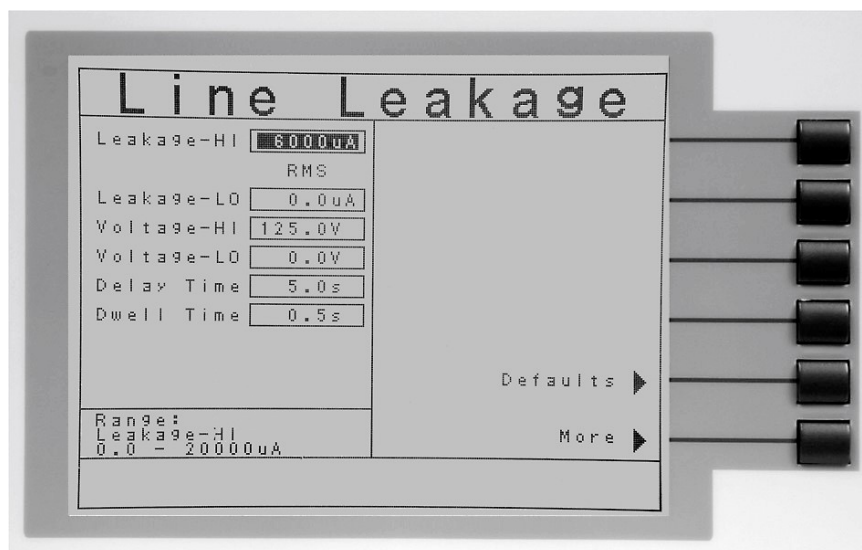 Line Leakage
Leakage-HI 6000uA
RMS
Leakage-LO 0.0uA
Voltage-HI 125.0V
Voltage-LO 0.0V
Delay Time 5.0s
Dwell Time 0.5s
Defaults
Range:
Leakage-HI
0.0 - 20000uA
More